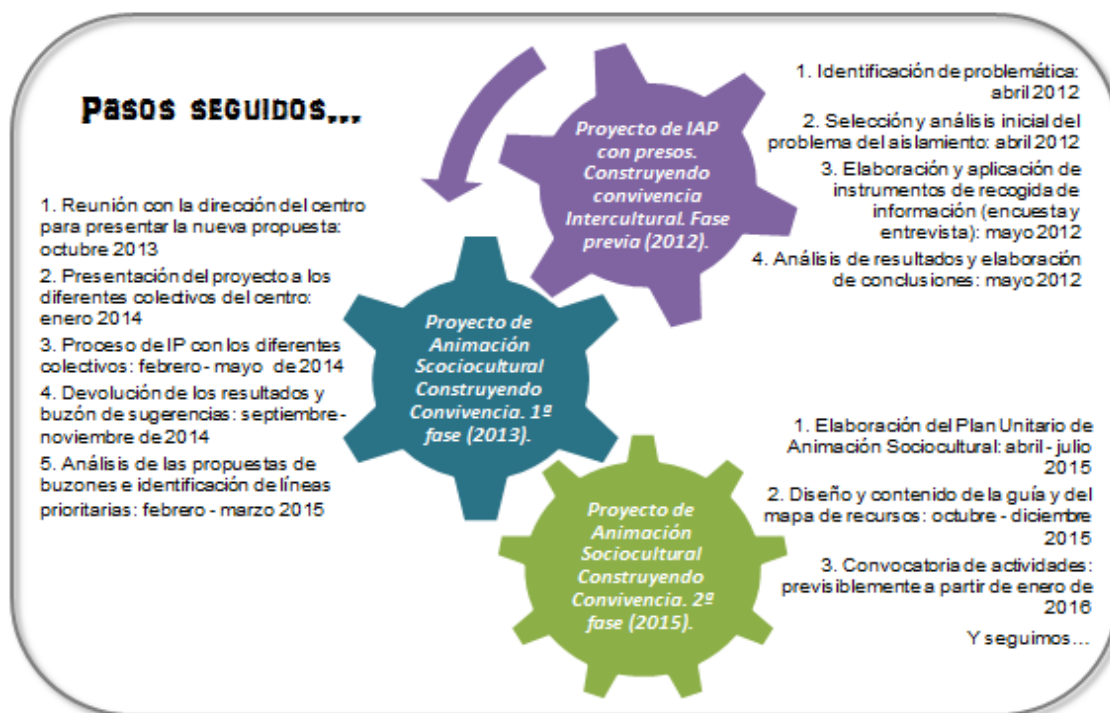 Pasos seguidos...
Proyecto de IAP
con presos.
Construyendo
convivencia
Intercultural. Fase
previa (2012).
1. Identificación de problemática:
abril 2012
2. Selección y análisis inicial del
problema del aislamiento: abril 2012
3. Elaboración y aplicación de
instrumentos de recogida de
información (encuesta y
entrevista): mayo 2012
4. Análisis de resultados y elaboración
de conclusiones: mayo 2012
1. Reunión con la dirección del centro
para presentar la nueva propuesta:
octubre 2013
2. Presentación del proyecto a los
diferentes colectivos del centro:
enero 2014
3. Proceso de IP con los diferentes
colectivos: febrero - mayo de 2014
4. Devolución de los resultados y
buzón de sugerencias: septiembre-
noviembre de 2014
5. Análisis de las propuestas de
buzones e identificación de líneas
prioritarias: febrero - marzo 2015
Proyecto de
Animación
Scociocultural
Construyendo
Convivencia. 1ª
fase (2013).
Proyecto de
Animación
Sociocultural
Construyendo
Convivencia. 2ª
fase (2015).
1. Elaboración del Plan Unitario de
Animación Sociocultural: abril - julio
2015
2. Diseño y contenido de la guía y del
mapa de recursos: octubre - diciembre
2015
3. Convocatoria de actividades:
previsiblemente a partir de enero de
2016
Y seguimos...